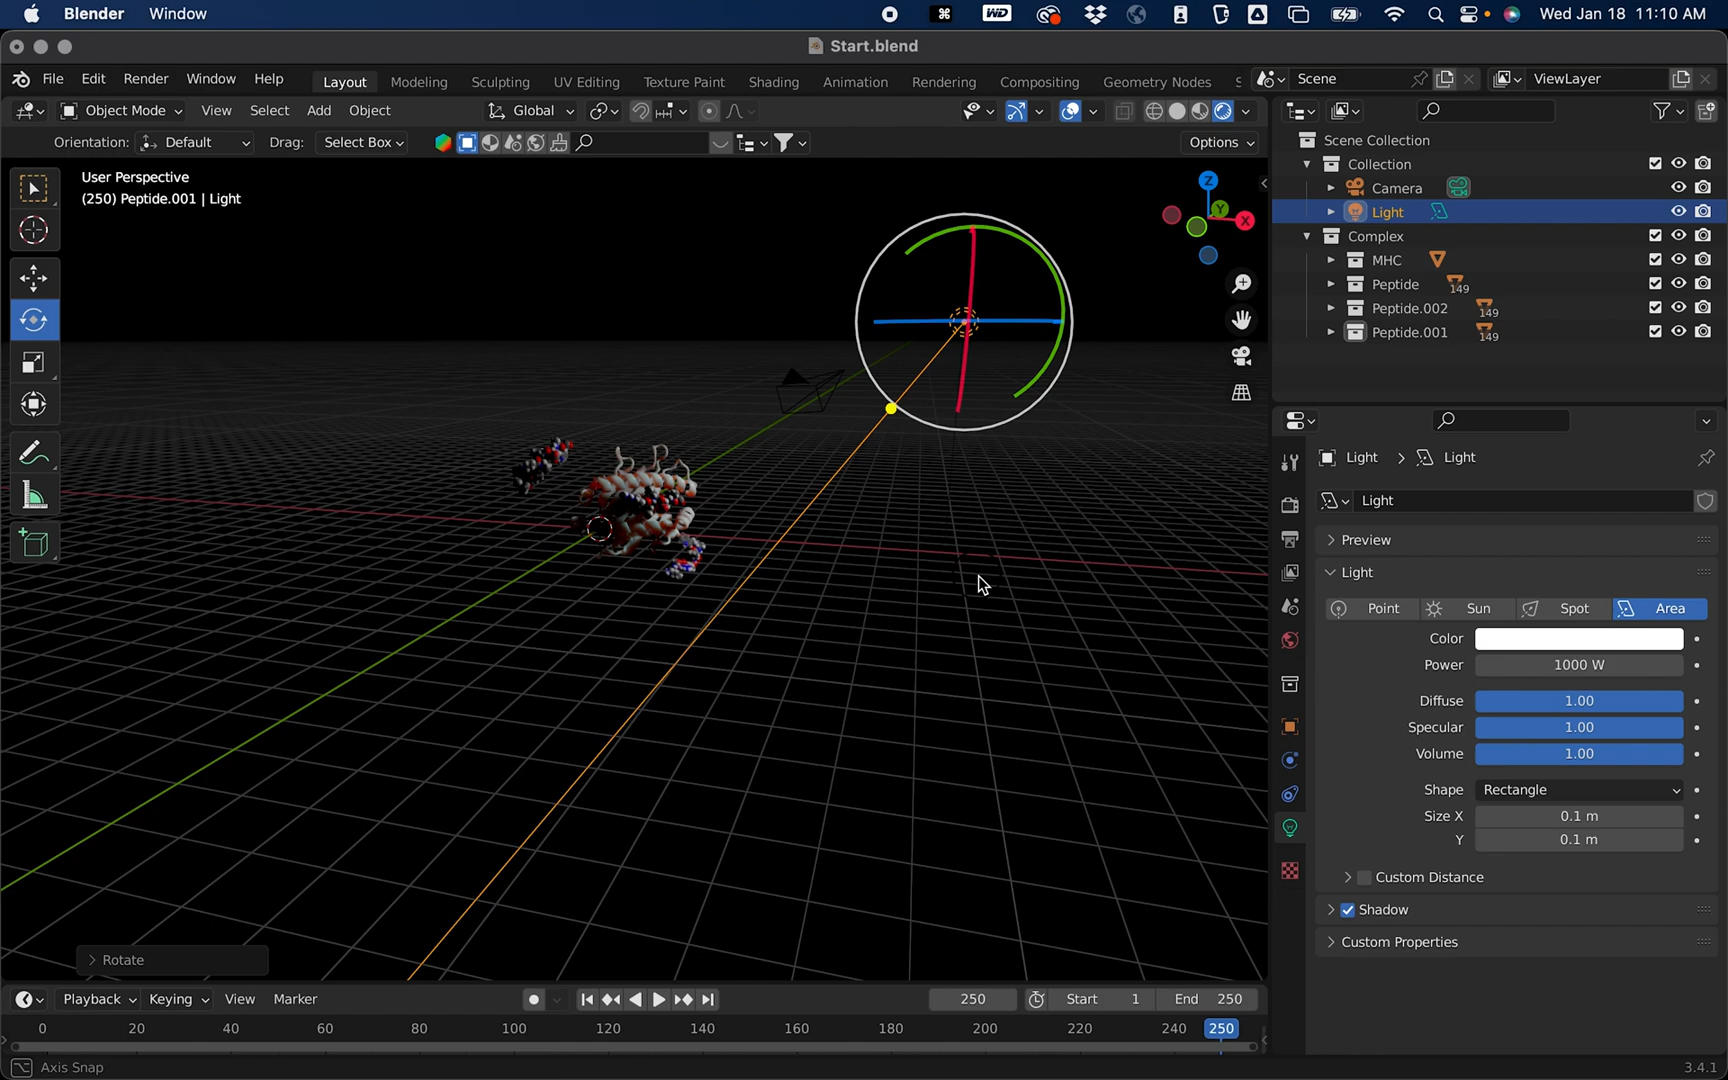 Blender Window Wed Jan 18 11:10 AM
Start.blend
File Edit Render Window Help Layout Modeling Sculpting UV Editing Texture Paint Shading Animation Rendering Compositing Geometry Nodes S Scene ViewLayer
Object Mode View Select Add Object Global
Orientation: Default Drag: Select Box Options
User Perspective
(250) Peptide.001 | Light
Z
Y
X
Scene Collection
Collection
Camera
Light
Complex
MHC
Peptide 149
Peptide.002 149
Peptide.001 149
Light > Light
Light
Preview
Light
Point Sun Spot Area
Color
Power 1000 W
Diffuse 1.00
Specular 1.00
Volume 1.00
Shape Rectangle
Size X 0.1 m
Y 0.1 m
Custom Distance
Shadow
Custom Properties
Rotate
Playback Keying View Marker 250 Start 1 End 250
0 20 40 60 80 100 120 140 160 180 200 220 240 250
Axis Snap 3.4.1